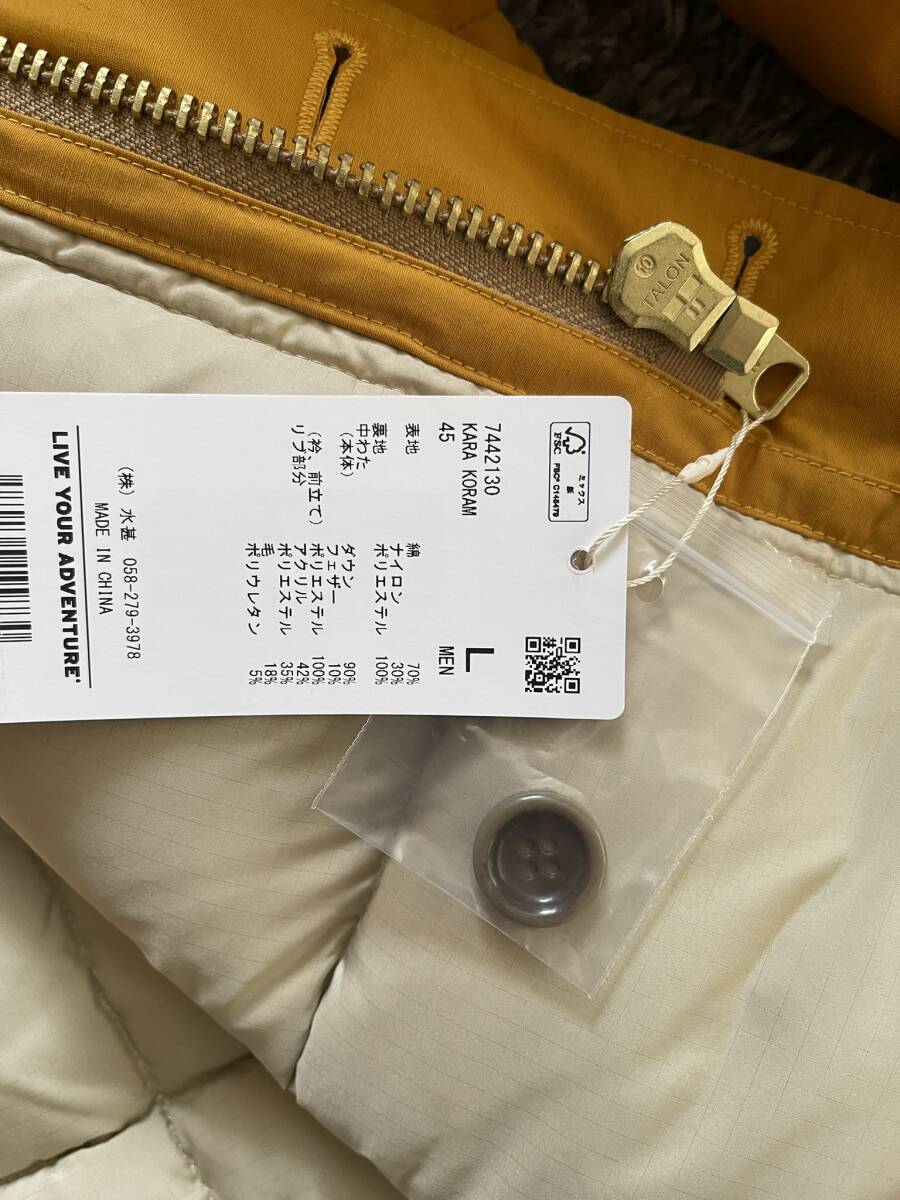 10
TALON
FSC
ミックス
紙
FSC® C148479
7442130
KARA KORAM
45
L
MEN
表地 綿 70%
ナイロン 30%
裏地 ポリエステル 100%
中わた
(本体) ダウン 90%
フェザー 10%
(衿、前立て) ポリエステル 100%
リブ部分 アクリル 42%
ポリエステル 35%
毛 18%
ポリウレタン 5%
(株) 水甚 058-279-3978
MADE IN CHINA
LIVE YOUR ADVENTURE